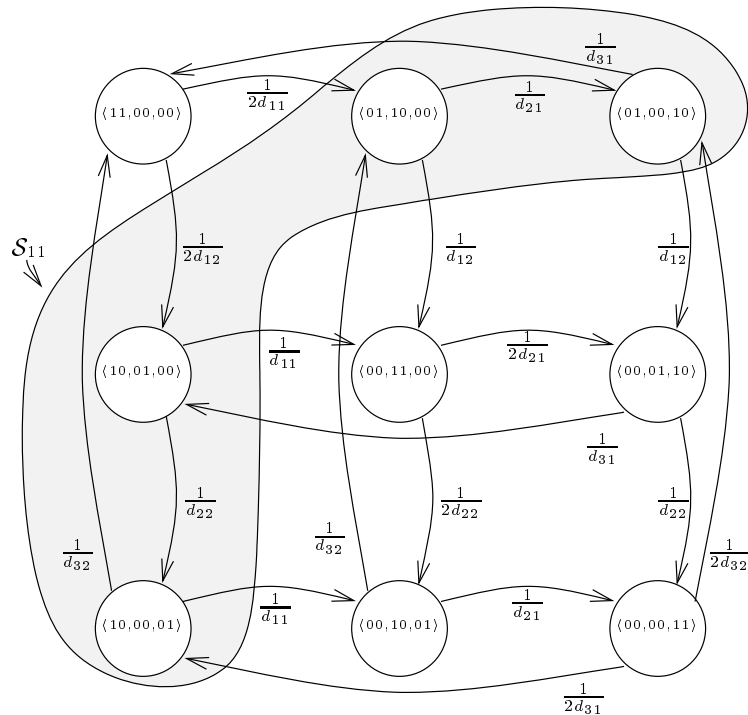 1/d₃₁
⟨11,00,00⟩ 1/2d₁₁ ⟨01,10,00⟩ 1/d₂₁ ⟨01,00,10⟩
𝒮₁₁ 1/2d₁₂ 1/d₁₂ 1/d₁₂
⟨10,01,00⟩ 1/d₁₁ ⟨00,11,00⟩ 1/2d₂₁ ⟨00,01,10⟩
1/d₃₁
1/d₂₂ 1/2d₂₂ 1/d₂₂
1/d₃₂ 1/d₃₂ 1/2d₃₂
⟨10,00,01⟩ 1/d₁₁ ⟨00,10,01⟩ 1/d₂₁ ⟨00,00,11⟩
1/2d₃₁